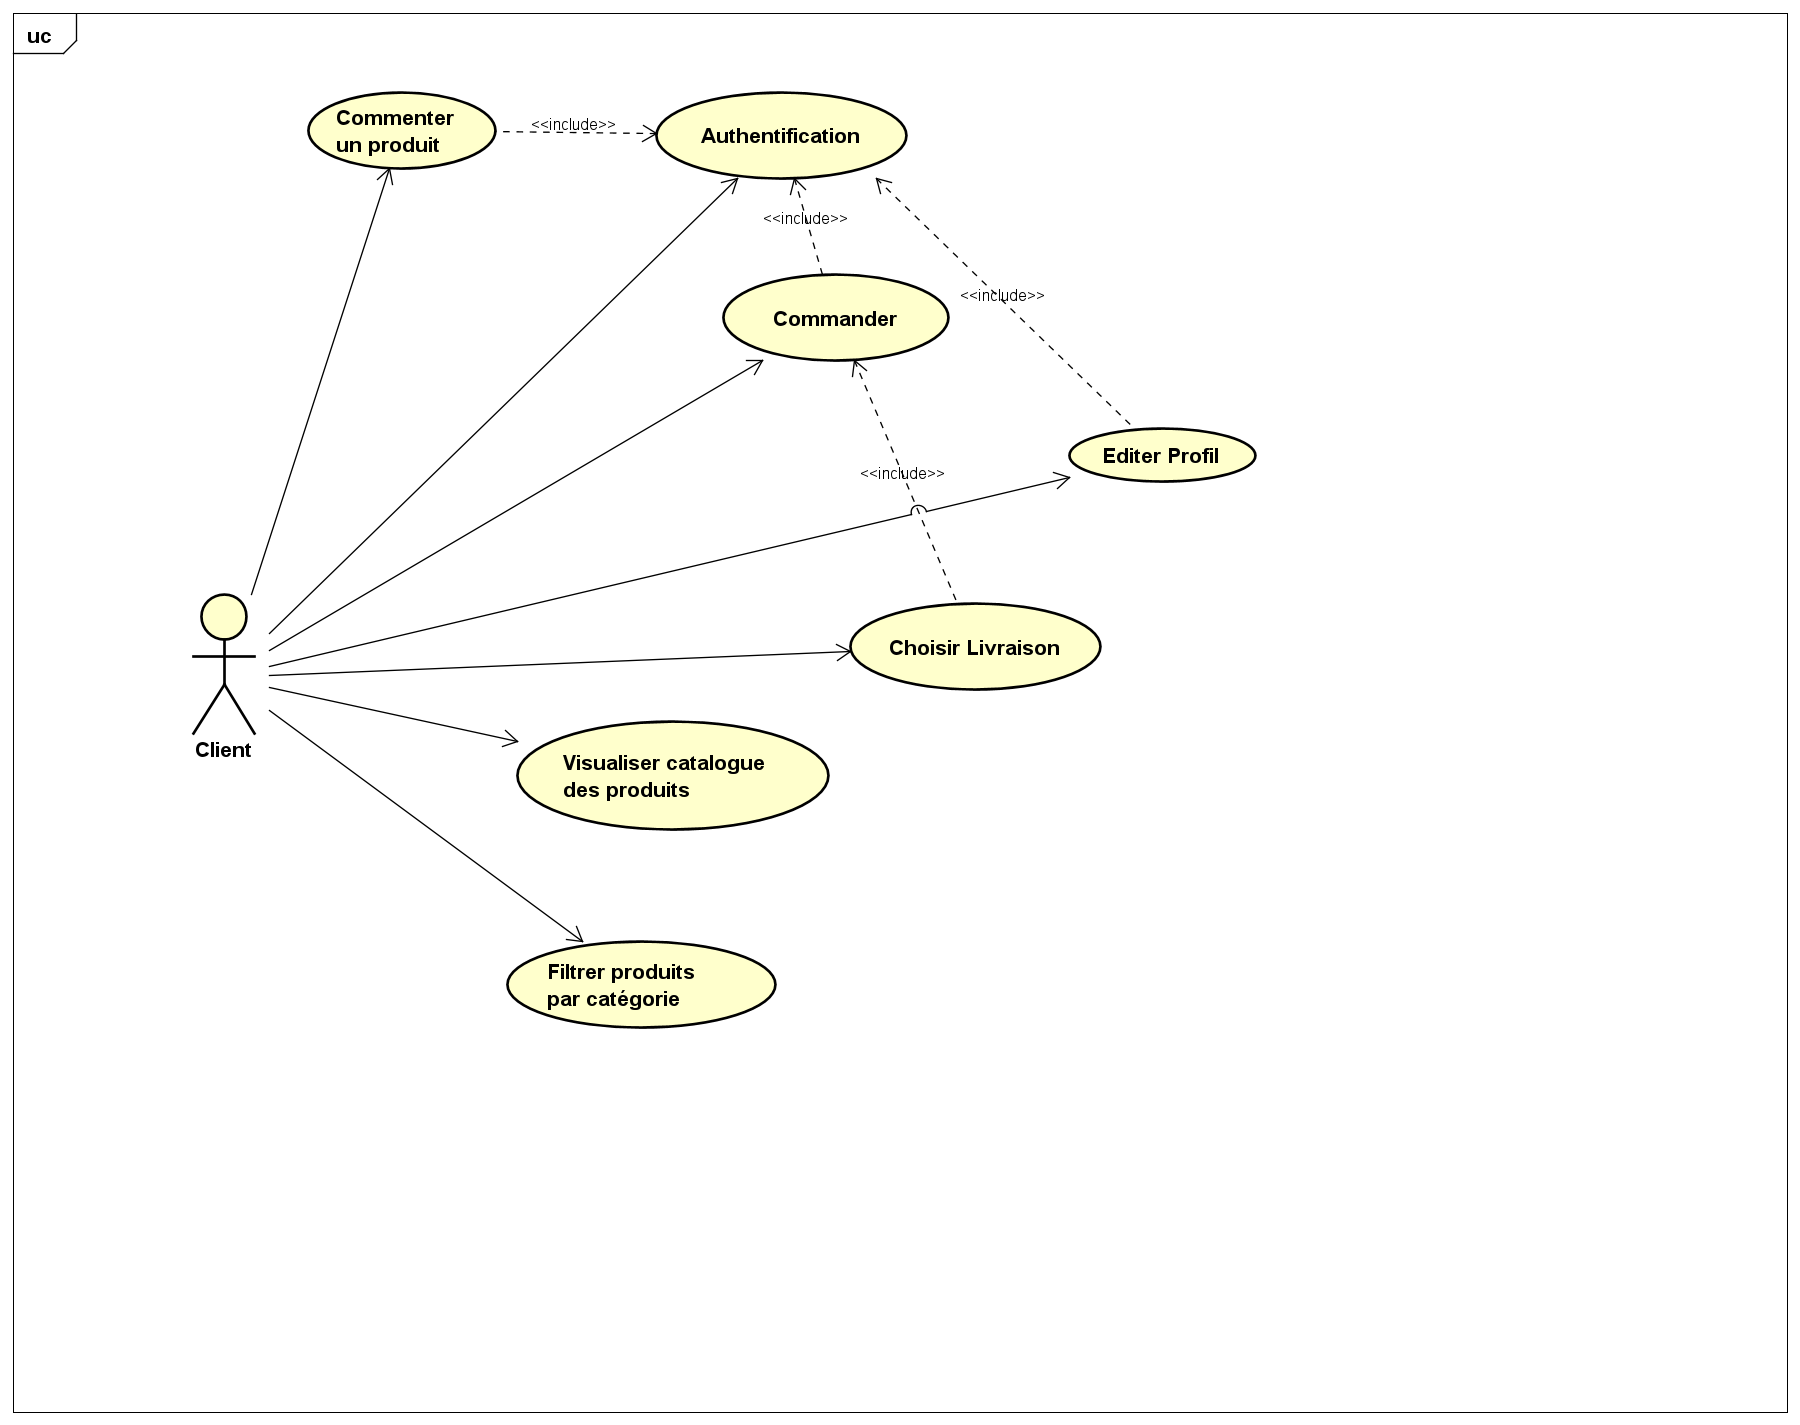 uc
Commenter
un produit
<<include>>
Authentification
<<include>>
Commander
<<include>>
Editer Profil
<<include>>
Choisir Livraison
Client
Visualiser catalogue
des produits
Filtrer produits
par catégorie